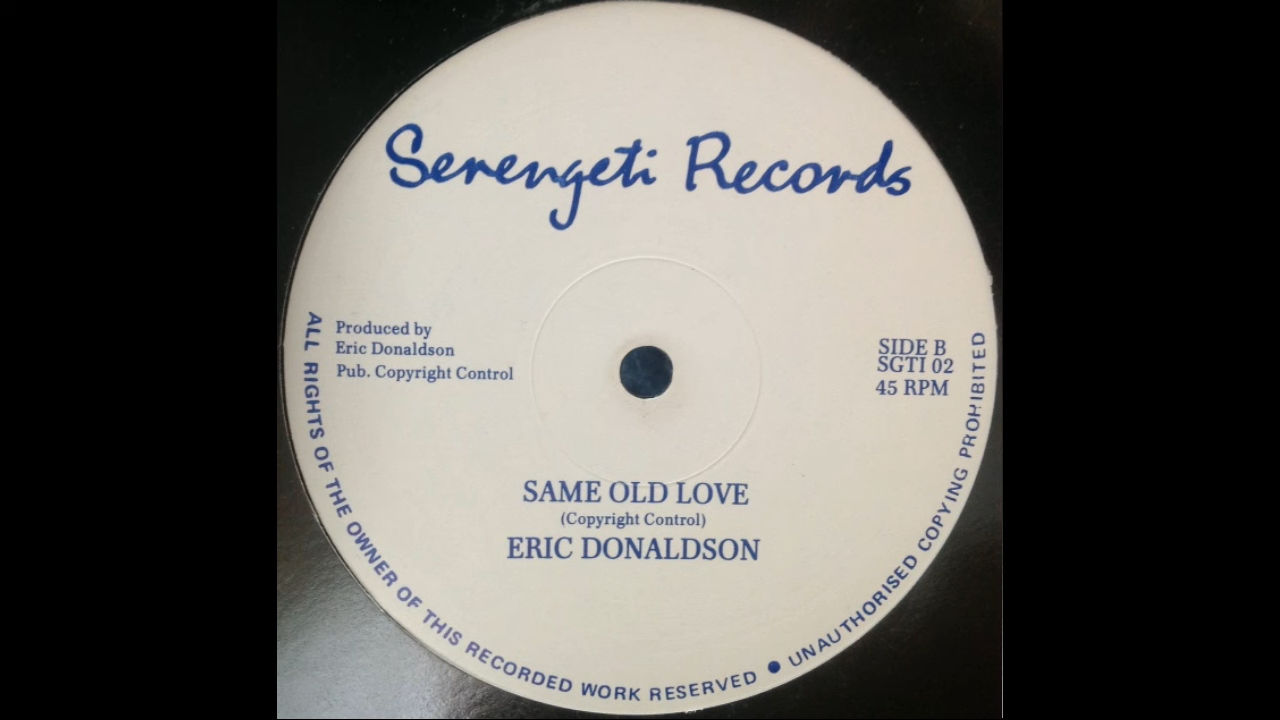 Serengeti Records
Produced by
Eric Donaldson
Pub. Copyright Control
SIDE B
SGTI 02
45 RPM
SAME OLD LOVE
(Copyright Control)
ERIC DONALDSON
ALL RIGHTS OF THE OWNER OF THIS RECORDED WORK RESERVED ● UNAUTHORISED COPYING PROHIBITED